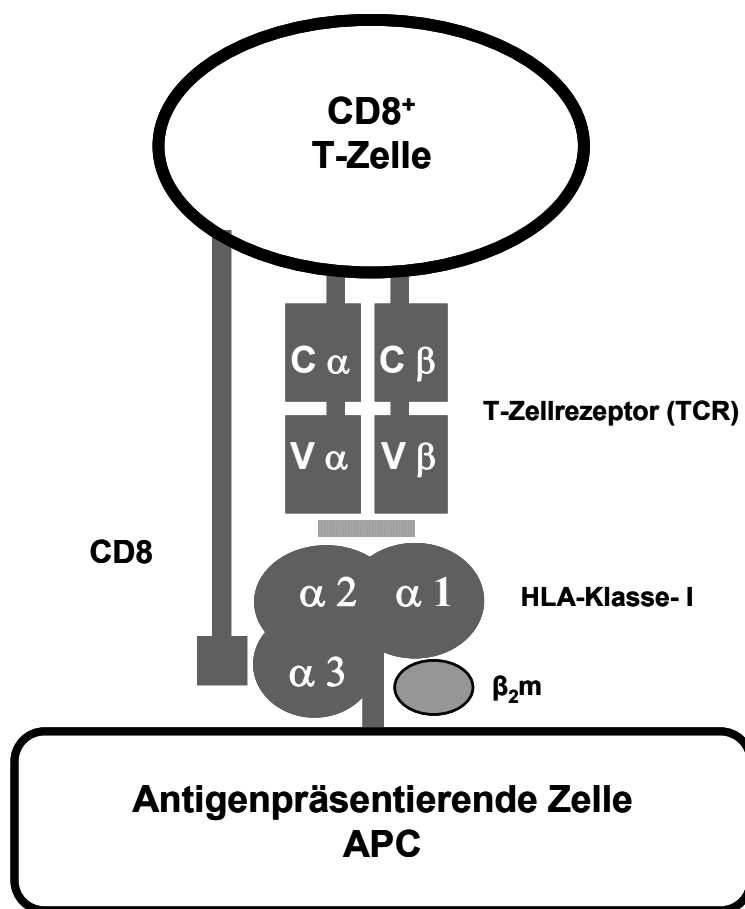 CD8⁺
T-Zelle
C α
C β
T-Zellrezeptor (TCR)
V α
V β
CD8
α 2
α 1
HLA-Klasse- I
α 3
β₂m
Antigenpräsentierende Zelle
APC